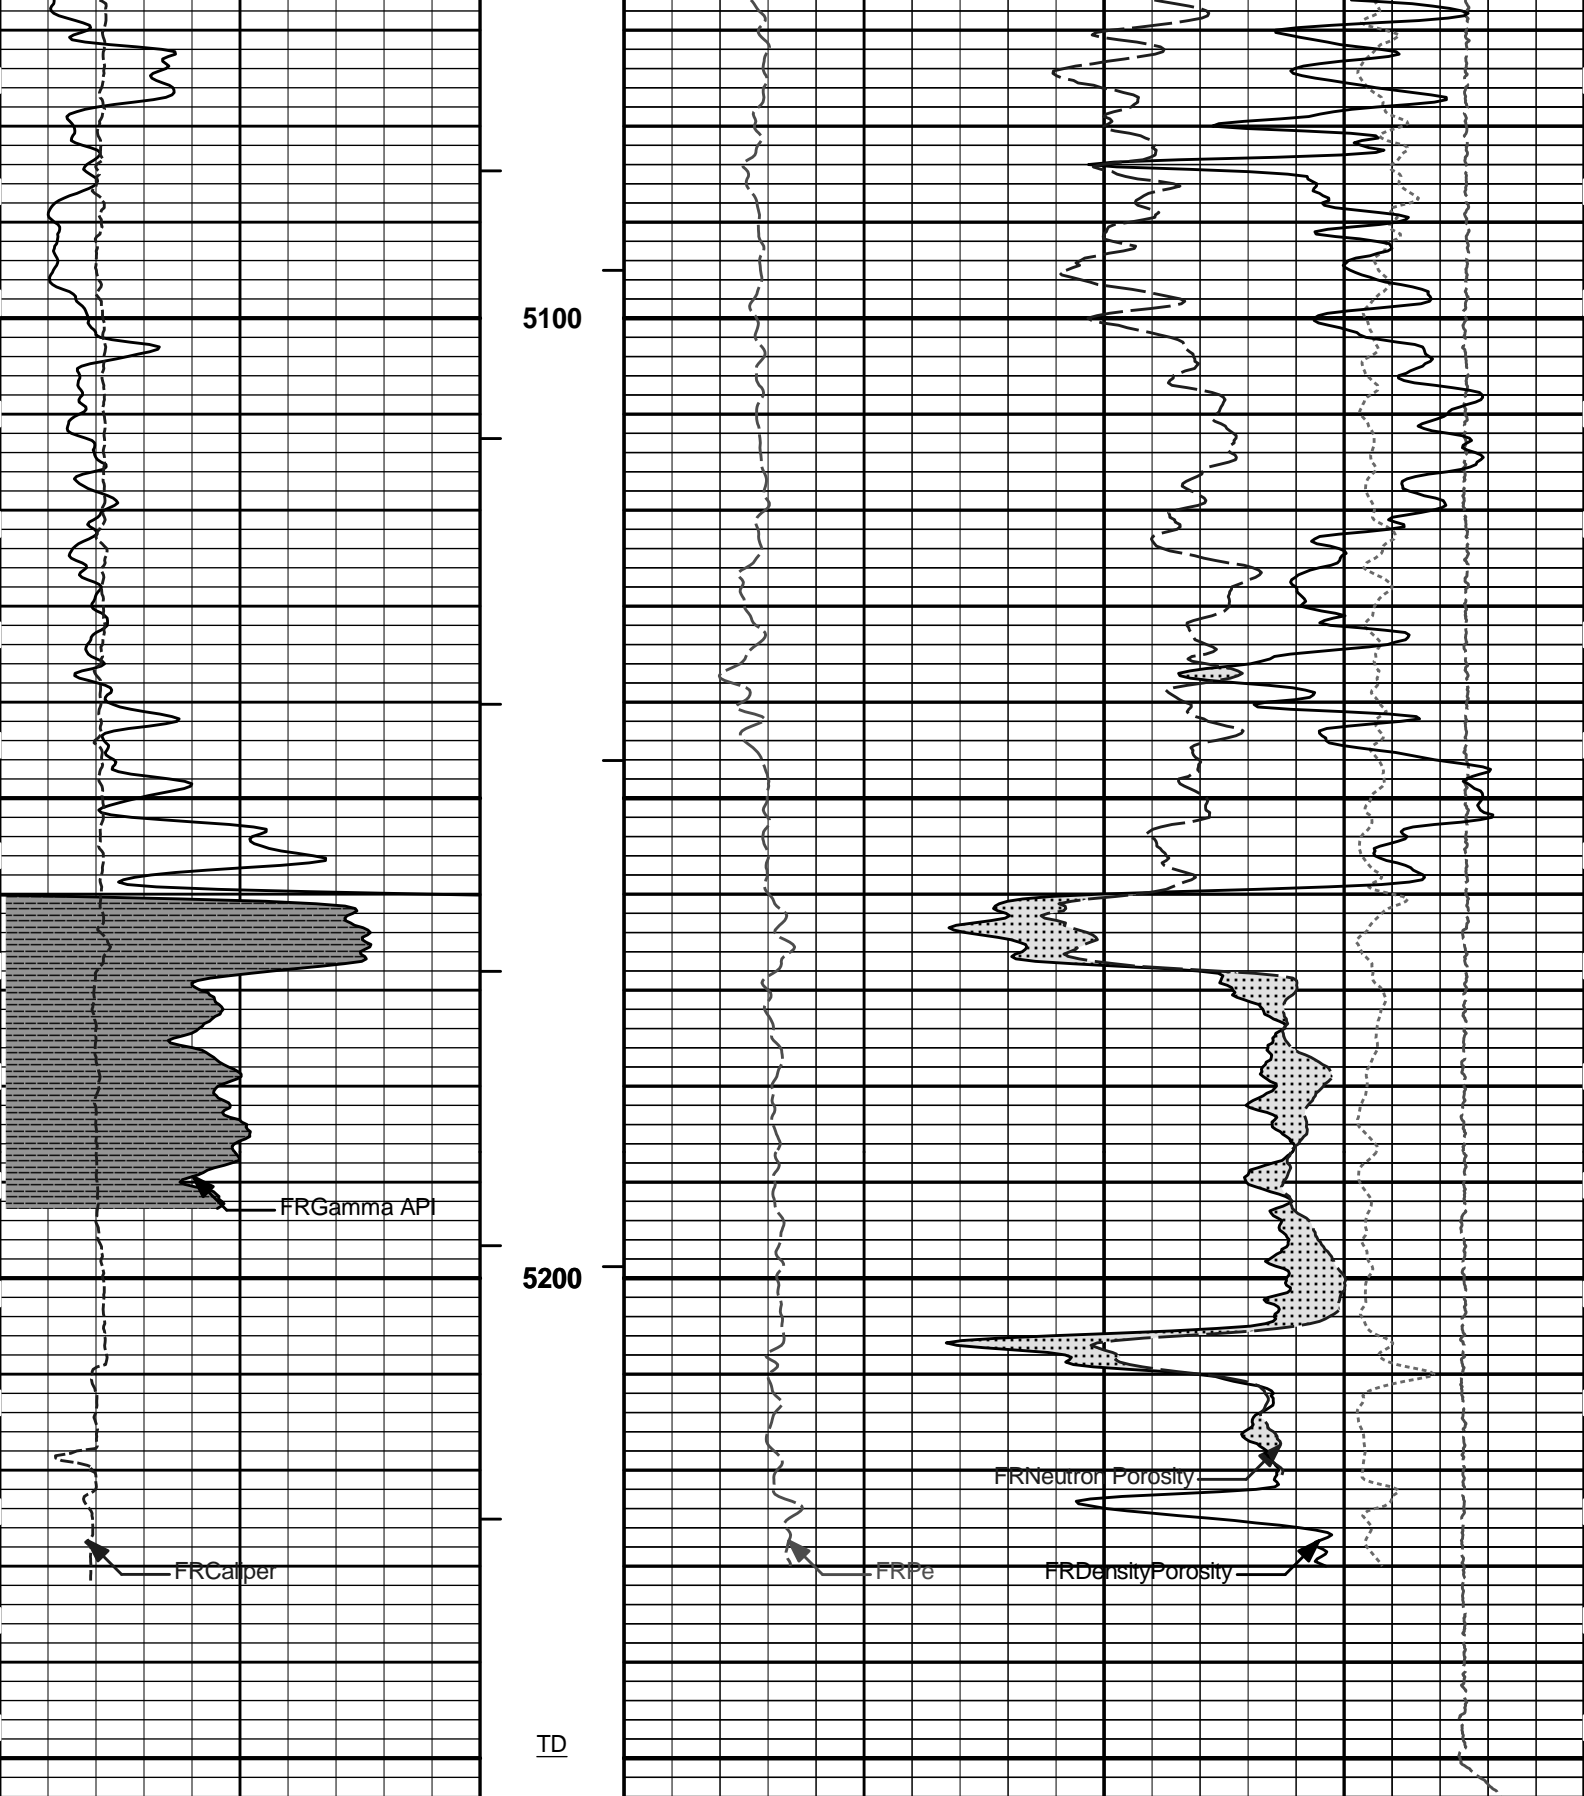 5100
FRGamma API
5200
FRNeutron Porosity
FRCaliper
FRPe
FRDensityPorosity
TD